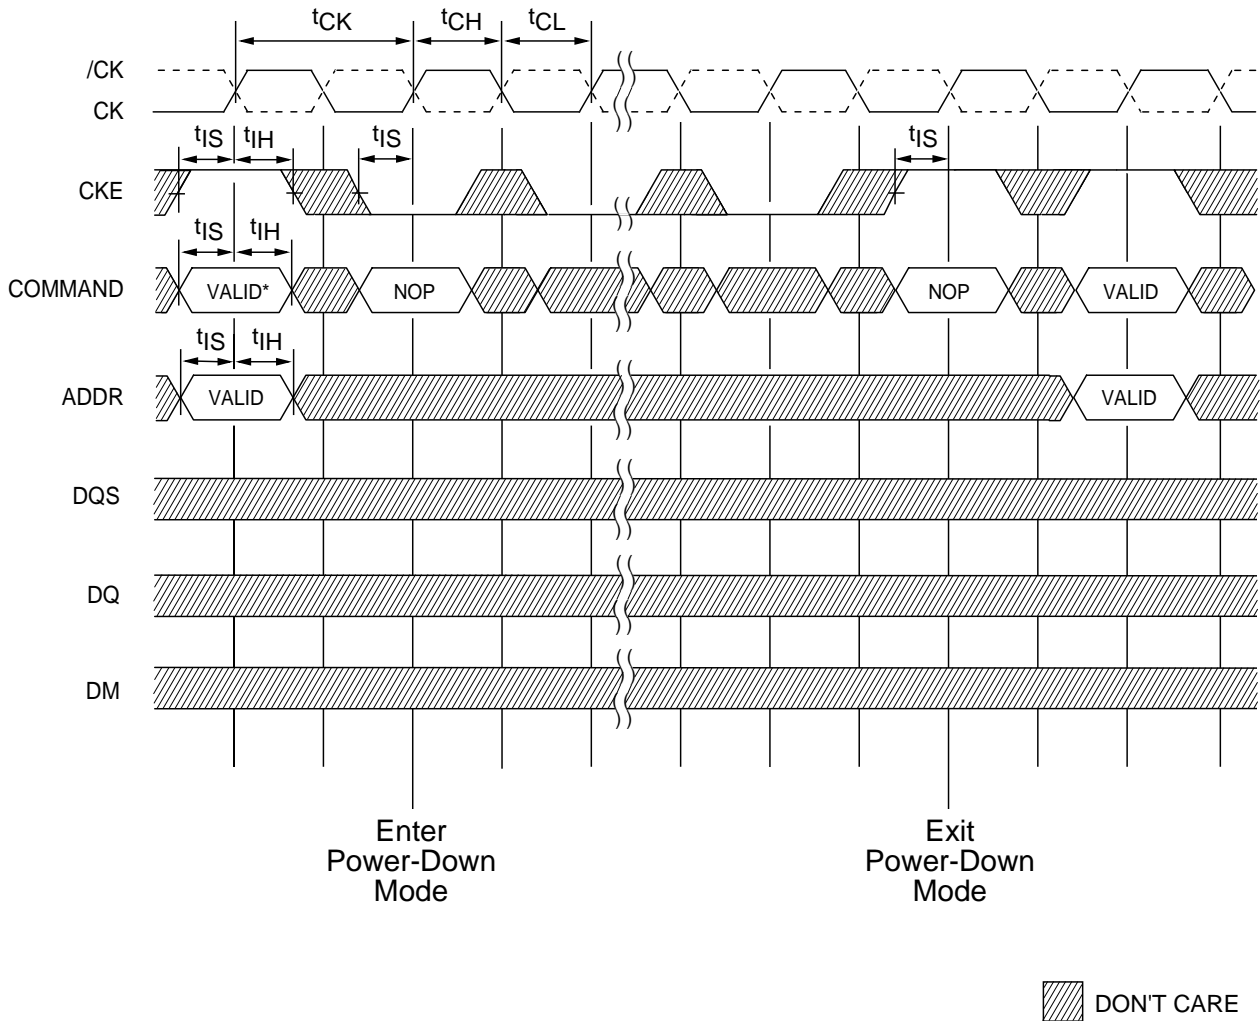 tCK tCH tCL
/CK
CK
tIS tIH tIS tIS
CKE
tIS tIH
COMMAND VALID* NOP NOP VALID
tIS tIH
ADDR VALID VALID
DQS
DQ
DM
Enter
Power-Down
Mode
Exit
Power-Down
Mode
DON'T CARE